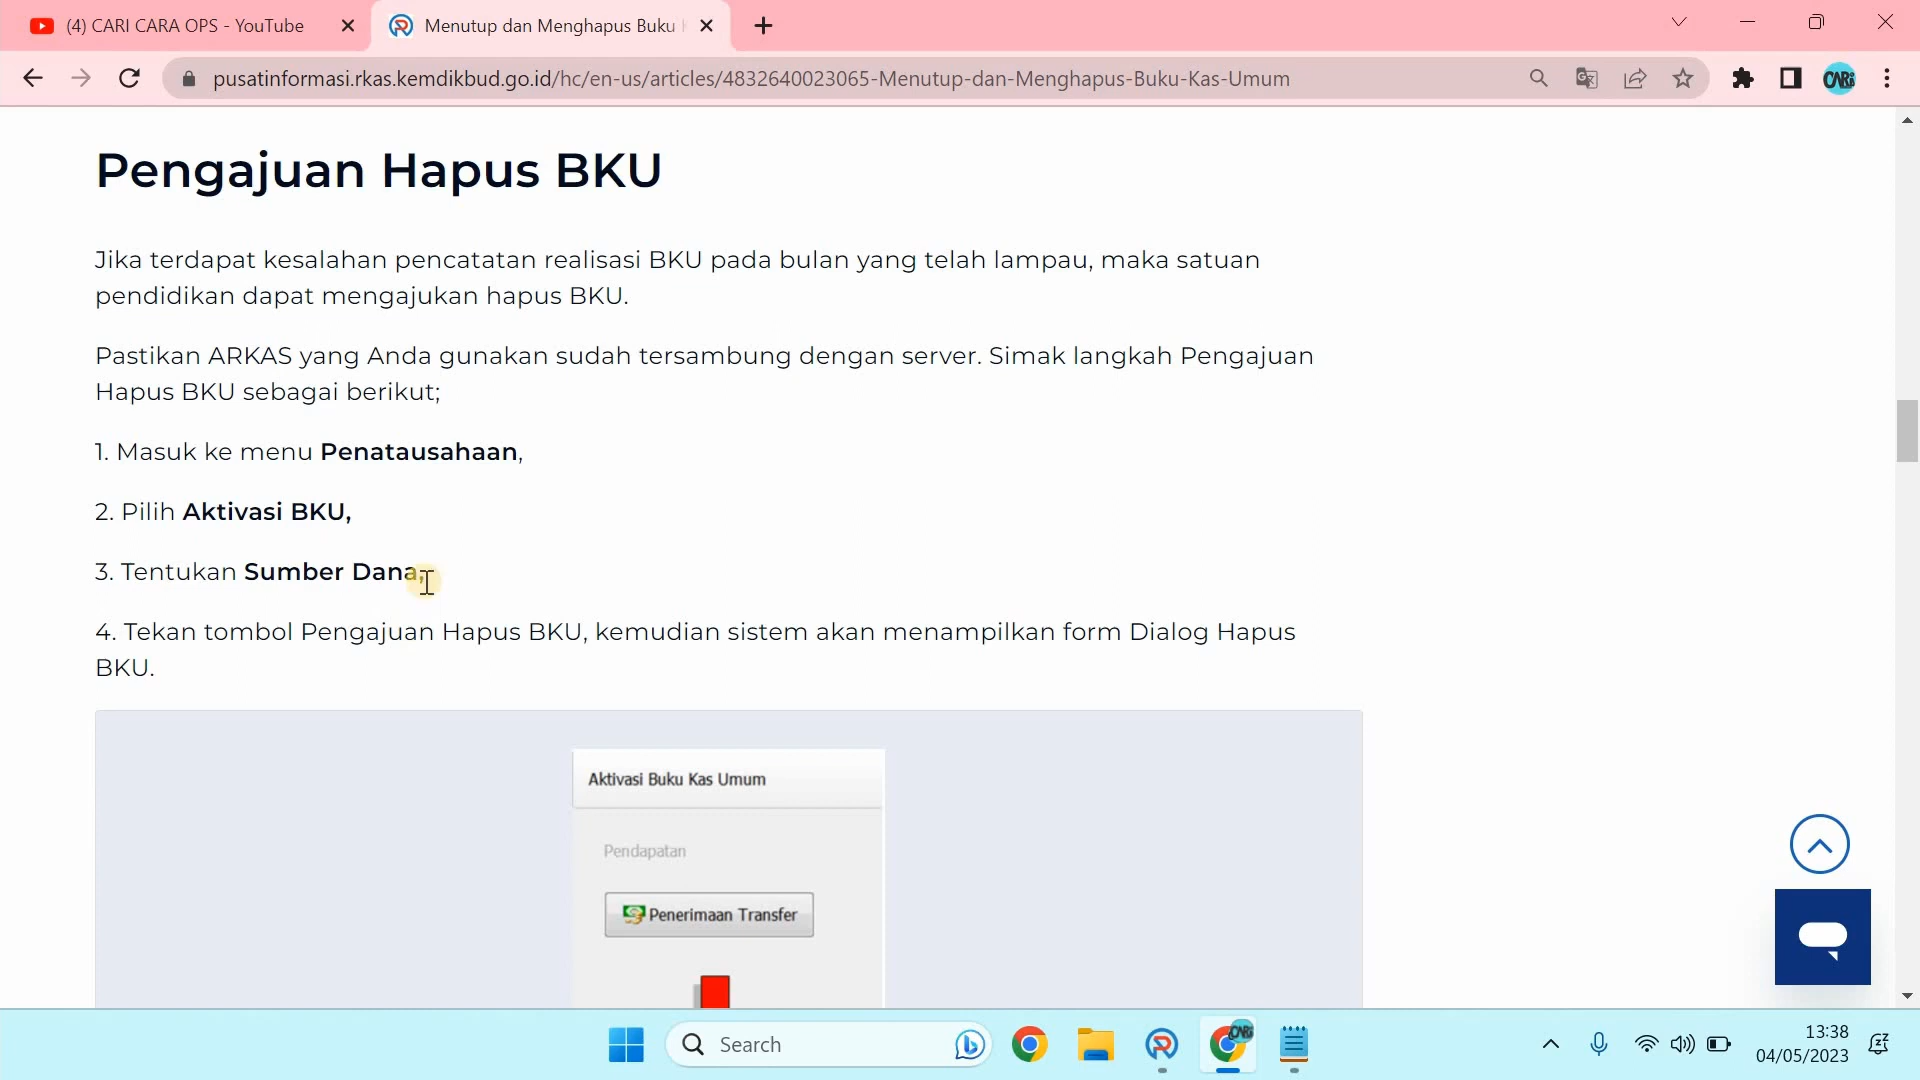 (4) CARI CARA OPS - YouTube
Menutup dan Menghapus Buku
pusatinformasi.rkas.kemdikbud.go.id/hc/en-us/articles/4832640023065-Menutup-dan-Menghapus-Buku-Kas-Umum
CARI
Pengajuan Hapus BKU
Jika terdapat kesalahan pencatatan realisasi BKU pada bulan yang telah lampau, maka satuan
pendidikan dapat mengajukan hapus BKU.
Pastikan ARKAS yang Anda gunakan sudah tersambung dengan server. Simak langkah Pengajuan
Hapus BKU sebagai berikut;
1. Masuk ke menu Penatausahaan,
2. Pilih Aktivasi BKU,
3. Tentukan Sumber Dana,
4. Tekan tombol Pengajuan Hapus BKU, kemudian sistem akan menampilkan form Dialog Hapus
BKU.
Aktivasi Buku Kas Umum
Pendapatan
Penerimaan Transfer
Search
13:38
04/05/2023